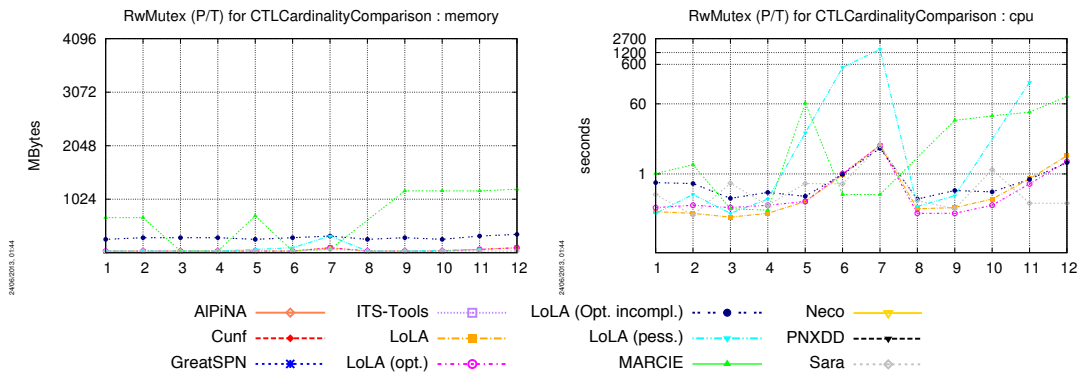 RwMutex (P/T) for CTLCardinalityComparison : memory
4096
3072
2048
1024
MBytes
1 2 3 4 5 6 7 8 9 10 11 12
24/06/2013, 01:44
RwMutex (P/T) for CTLCardinalityComparison : cpu
2700
1200
600
60
1
seconds
1 2 3 4 5 6 7 8 9 10 11 12
24/06/2013, 01:44
AlPiNA
Cunf
GreatSPN
ITS-Tools
LoLA
LoLA (opt.)
LoLA (Opt. incompl.)
LoLA (pess.)
MARCIE
Neco
PNXDD
Sara